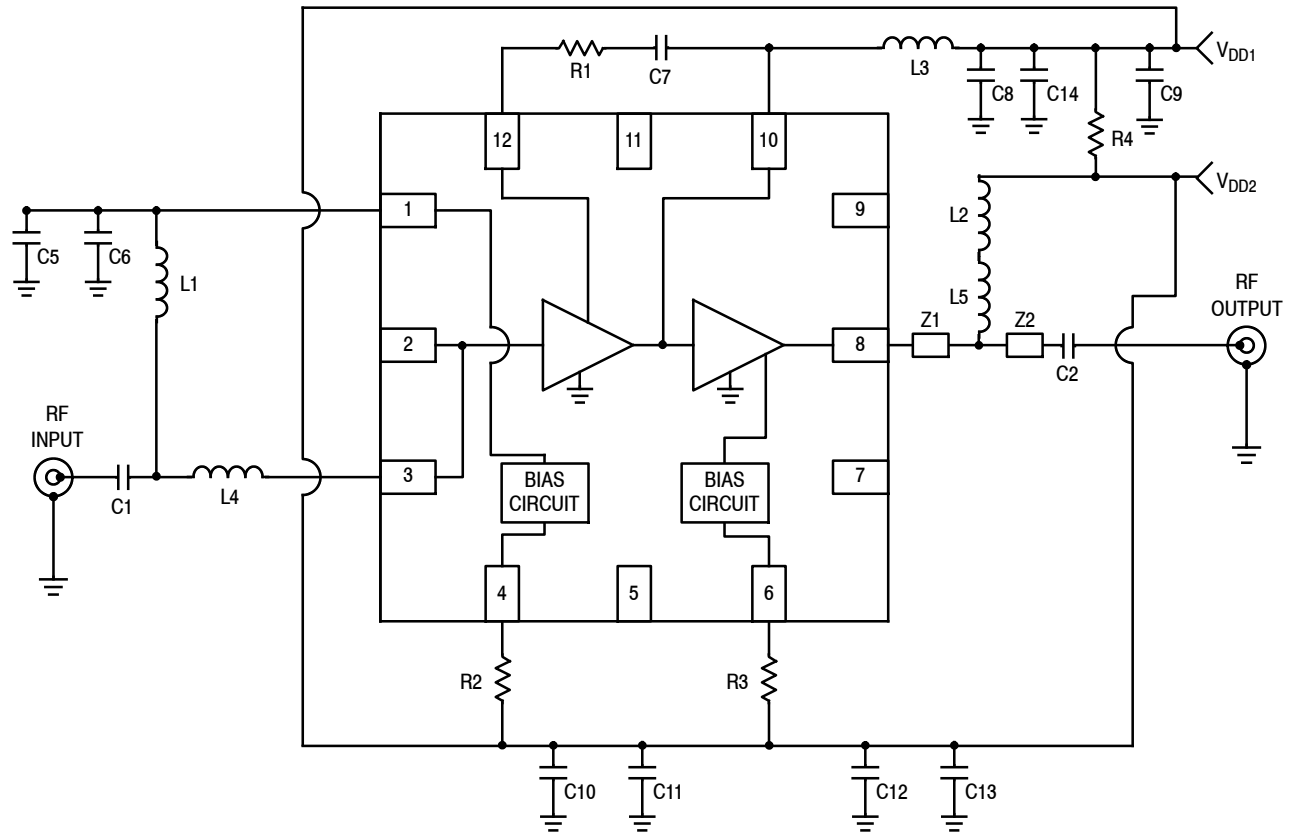 R1
C7
L3
V_DD1
C8
C14
C9
R4
12
11
10
V_DD2
1
9
L2
C5
C6
L1
L5
RF
OUTPUT
Z1
Z2
2
8
C2
RF
INPUT
3
7
BIAS
CIRCUIT
BIAS
CIRCUIT
C1
L4
4
5
6
R2
R3
C10
C11
C12
C13